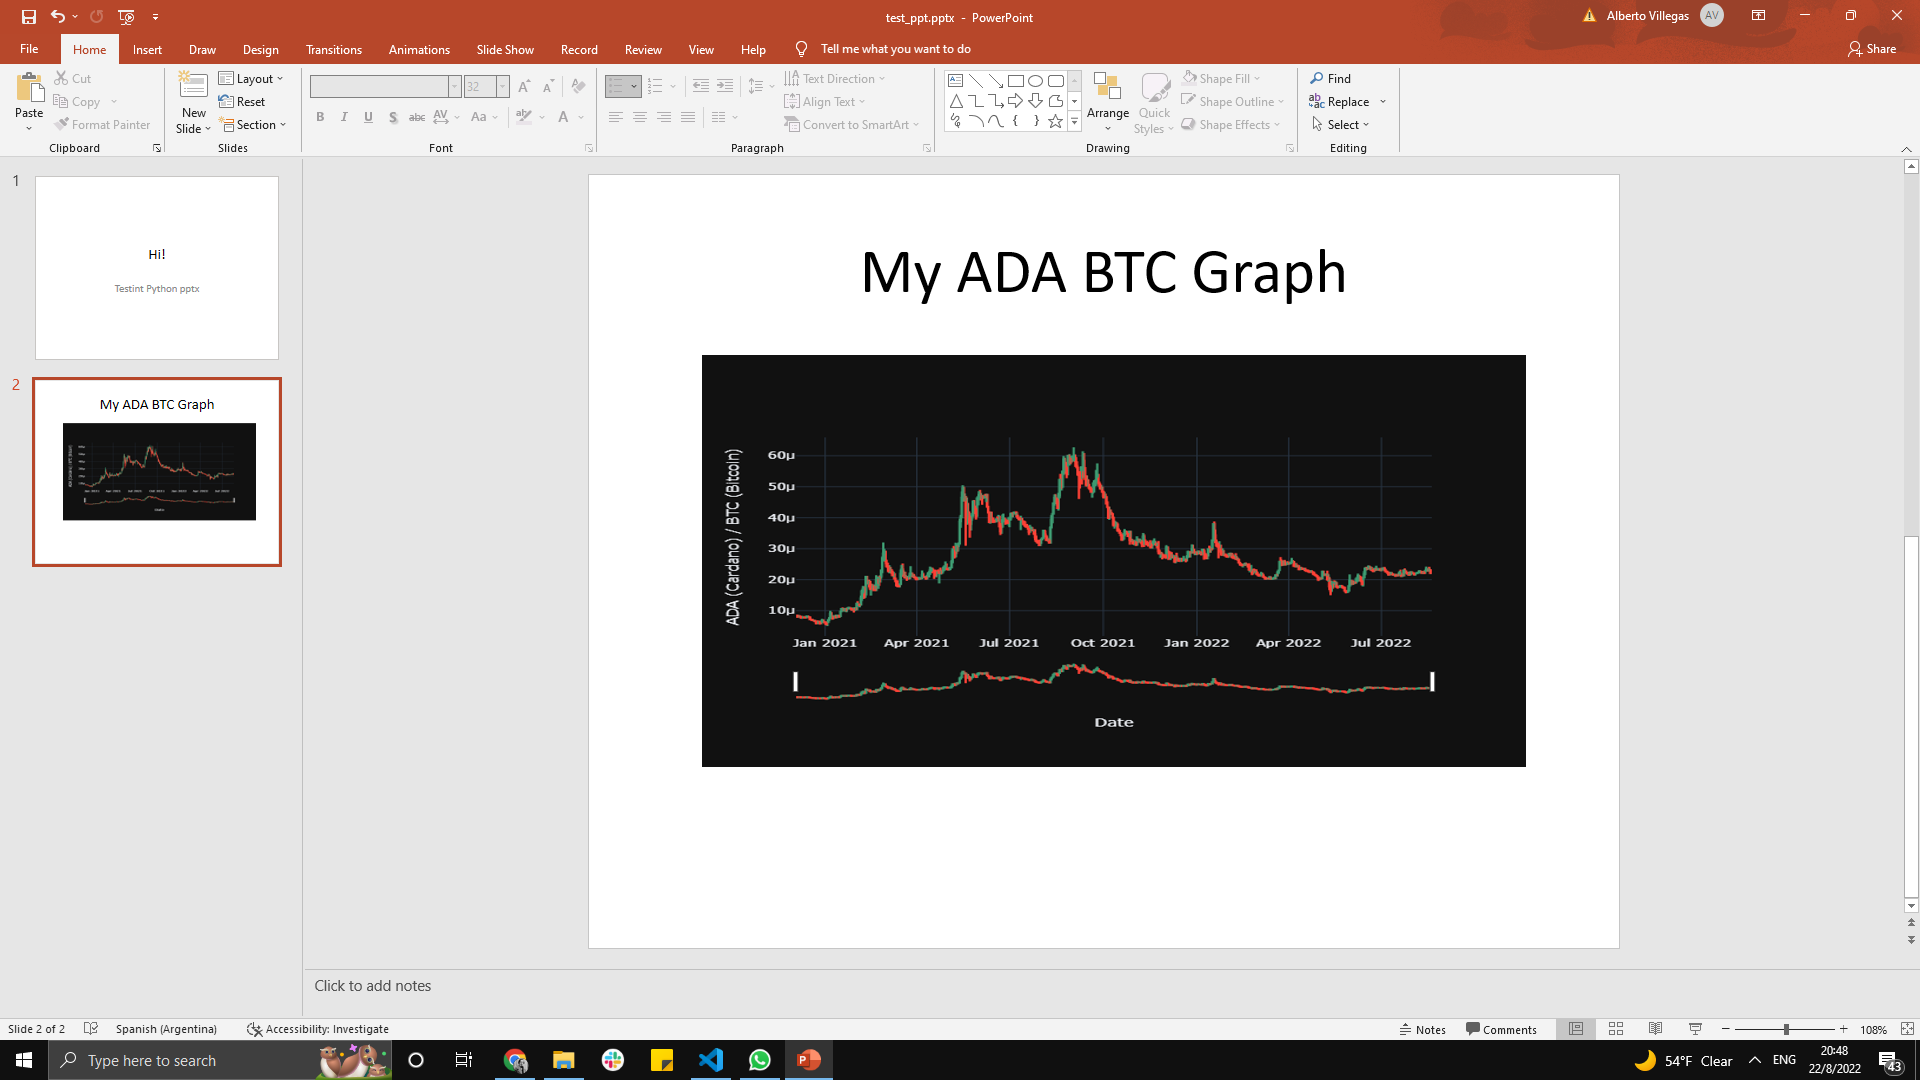 test_ppt.pptx - PowerPoint
Alberto Villegas AV
File Home Insert Draw Design Transitions Animations Slide Show Record Review View Help Tell me what you want to do Share
Paste
Cut
Copy
Format Painter
Clipboard
New
Slide
Layout
Reset
Section
Slides
32
B I U S abc AV Aa A
Font
Text Direction
Align Text
Convert to SmartArt
Paragraph
Arrange
Quick
Styles
Shape Fill
Shape Outline
Shape Effects
Drawing
Find
Replace
Select
Editing
1
Hi!
Testint Python pptx
2
My ADA BTC Graph
My ADA BTC Graph
ADA (Cardano) / BTC (Bitcoin)
60μ
50μ
40μ
30μ
20μ
10μ
Jan 2021 Apr 2021 Jul 2021 Oct 2021 Jan 2022 Apr 2022 Jul 2022
Date
Click to add notes
Slide 2 of 2 Spanish (Argentina) Accessibility: Investigate Notes Comments 108%
Type here to search
54°F Clear ENG
20:48
22/8/2022
43